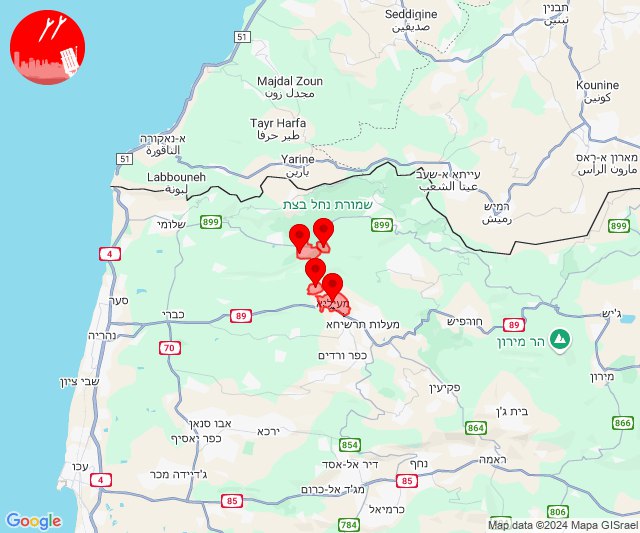 Seddigine
صديقين
תבנין
تبنين
51
Majdal Zoun
مجدل زون
Kounine
كونين
Tayr Harfa
طير حرفا
א-נאקורה
الناقورة
51
Yarine
يارين
מארון א-ראס
مارون الراس
Labbouneh
لبونة
עייתא א-שעב
عيتا الشعب
שמורת נחל בצת
רמיש
رميش
899
שלומי
899
899
4
סער
כברי
מעיליא
89
ג'יש
נהריה
מעלות תרשיחא
חורפיש
89
הר מירון
70
כפר ורדים
מירון
שבי ציון
פקיעין
בית ג'ן
866
אבו סנאן
864
כפר יאסיף
ירכא
854
ראמה
עכו
ג'דיידה מכר
דיר אל-אסד
נחף
4
85
מג'ד אל-כרום
85
כרמיאל
784
804
806
Google
Map data ©2024 Mapa GISrael